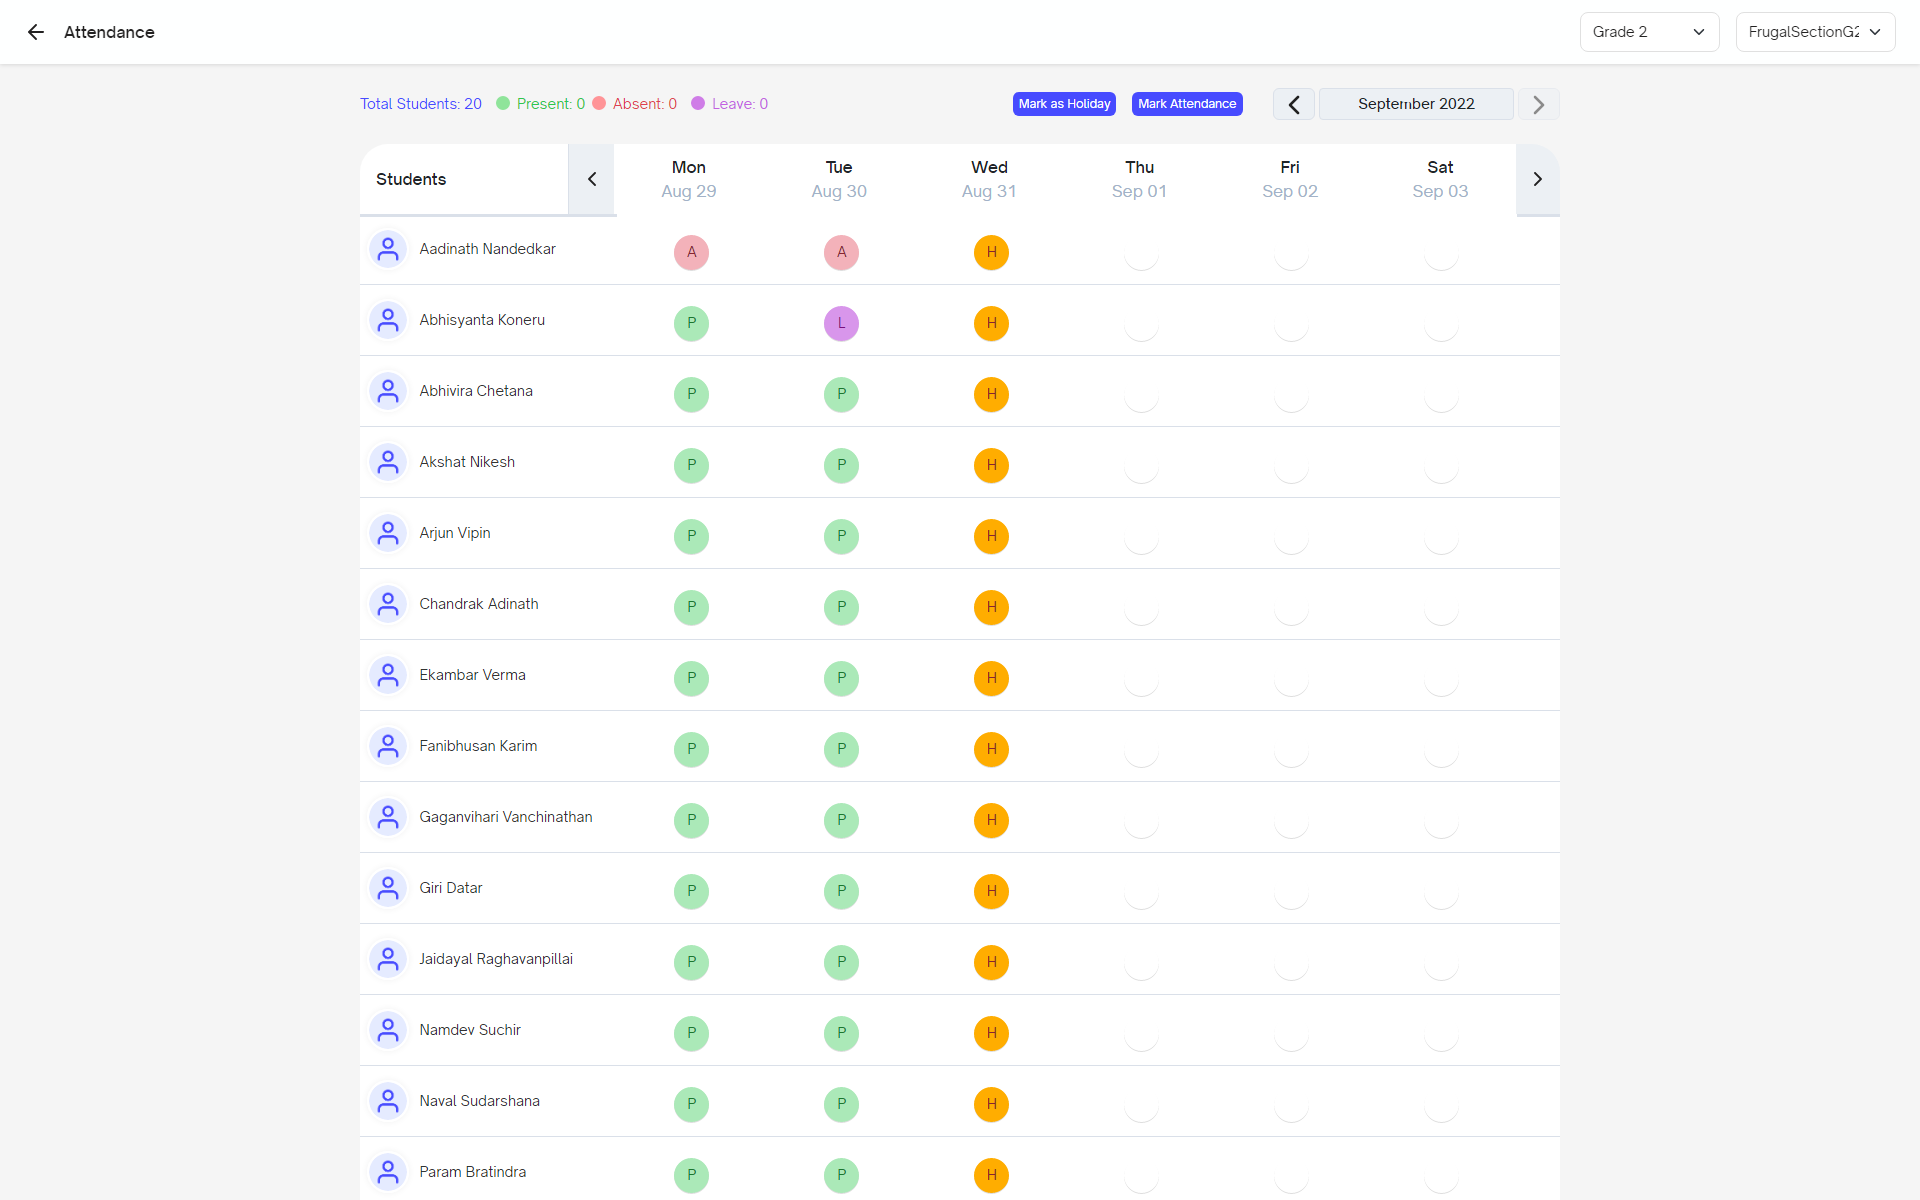 Attendance
Grade 2
FrugalSectionG2
Total Students: 20 Present: 0 Absent: 0 Leave: 0
Mark as Holiday Mark Attendance September 2022
Students Mon Tue Wed Thu Fri Sat
Aug 29 Aug 30 Aug 31 Sep 01 Sep 02 Sep 03
Aadinath Nandedkar A A H
Abhisyanta Koneru P L H
Abhivira Chetana P P H
Akshat Nikesh P P H
Arjun Vipin P P H
Chandrak Adinath P P H
Ekambar Verma P P H
Fanibhusan Karim P P H
Gaganvihari Vanchinathan P P H
Giri Datar P P H
Jaidayal Raghavanpillai P P H
Namdev Suchir P P H
Naval Sudarshana P P H
Param Bratindra P P H